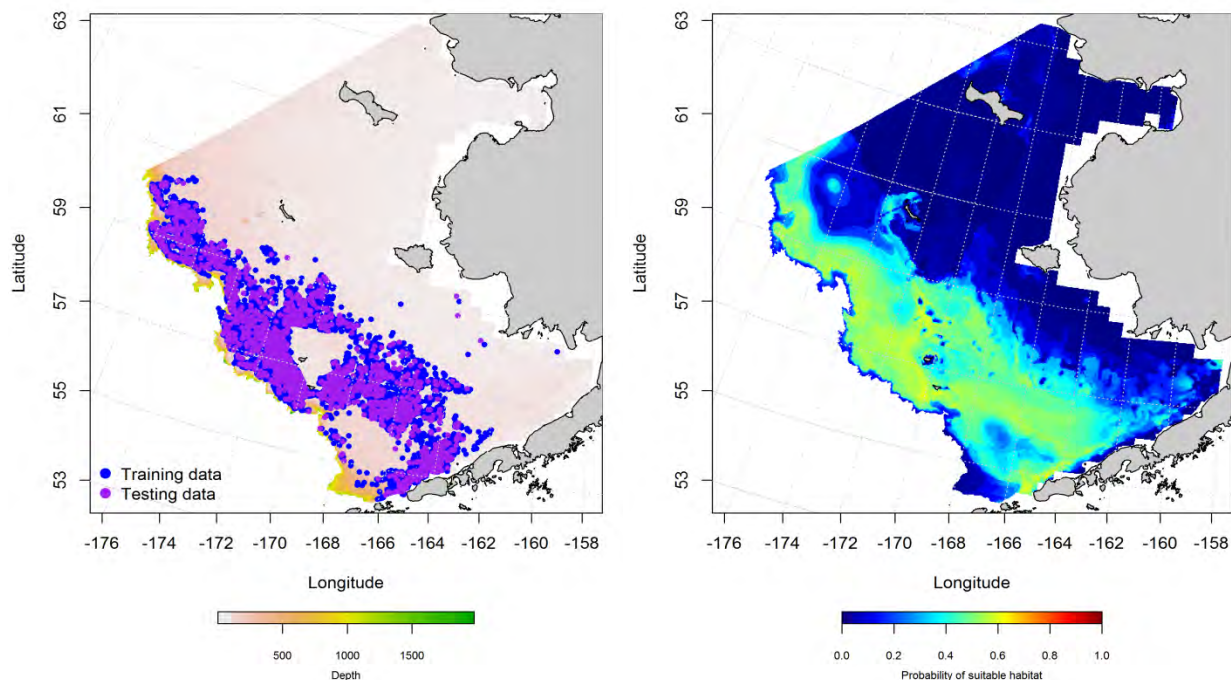 63
61
59
57
55
53
Latitude
Training data
Testing data
-176 -174 -172 -170 -168 -166 -164 -162 -160 -158
Longitude
500 1000 1500
Depth
63
61
59
57
55
53
Latitude
-176 -174 -172 -170 -168 -166 -164 -162 -160 -158
Longitude
0.0 0.2 0.4 0.6 0.8 1.0
Probability of suitable habitat